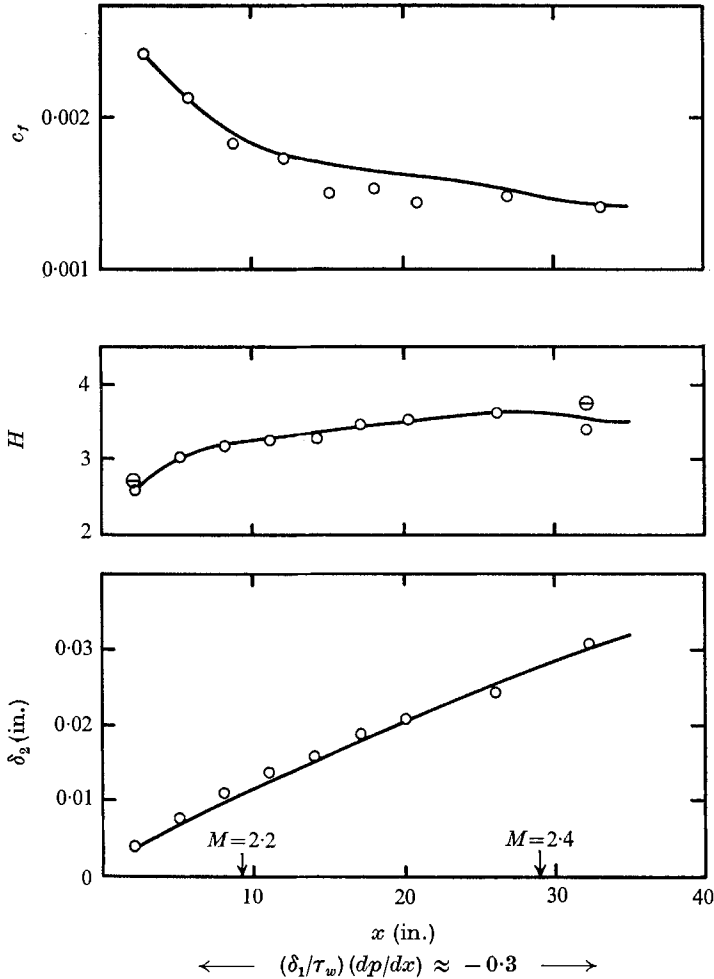 c_f
0·002
0·001
H
4
3
2
δ₂ (in.)
0·03
0·02
0·01
0
M=2·2
M=2·4
10
20
30
40
x (in.)
(δ₁/τ_w) (dp/dx) ≈ −0·3